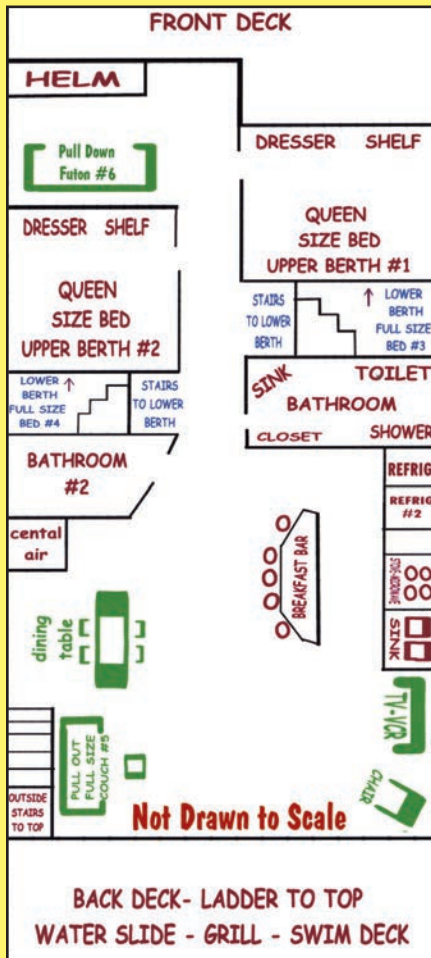 FRONT DECK
HELM
Pull Down
Futon #6
DRESSER SHELF
QUEEN
SIZE BED
UPPER BERTH #1
DRESSER SHELF
QUEEN
SIZE BED
UPPER BERTH #2
STAIRS
TO LOWER
BERTH
LOWER
BERTH
FULL SIZE
BED #3
LOWER
BERTH
FULL SIZE
BED #4
STAIRS
TO LOWER
BERTH
SINK
TOILET
BATHROOM
CLOSET
SHOWER
BATHROOM
#2
REFRIG
REFRIG
#2
cental
air
BREAKFAST BAR
SINK
dining
table
TV-VCR
PULL OUT
FULL SIZE
COUCH #5
CHAIR
OUTSIDE
STAIRS
TO TOP
Not Drawn to Scale
BACK DECK- LADDER TO TOP
WATER SLIDE - GRILL - SWIM DECK